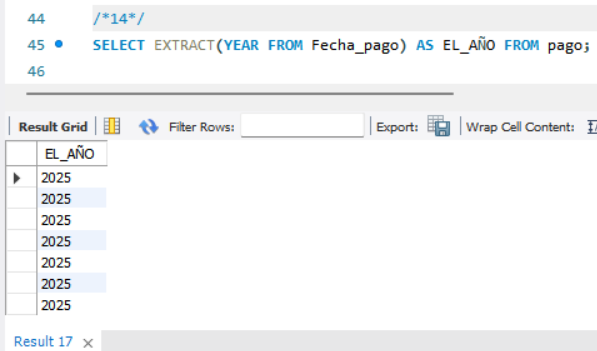 44 /*14*/
45 SELECT EXTRACT(YEAR FROM Fecha_pago) AS EL_AÑO FROM pago;
46
Result Grid Filter Rows: Export: Wrap Cell Content:
EL_AÑO
2025
2025
2025
2025
2025
2025
2025
Result 17 ×